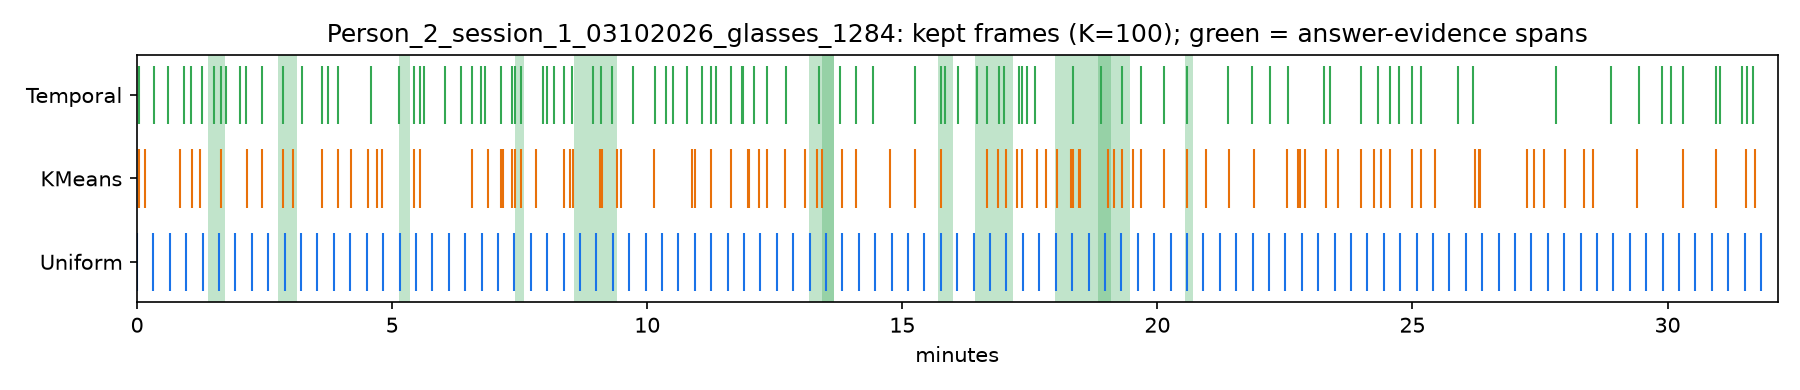 Person_2_session_1_03102026_glasses_1284: kept frames (K=100); green = answer-evidence spans
Temporal
KMeans
Uniform
0 5 10 15 20 25 30
minutes